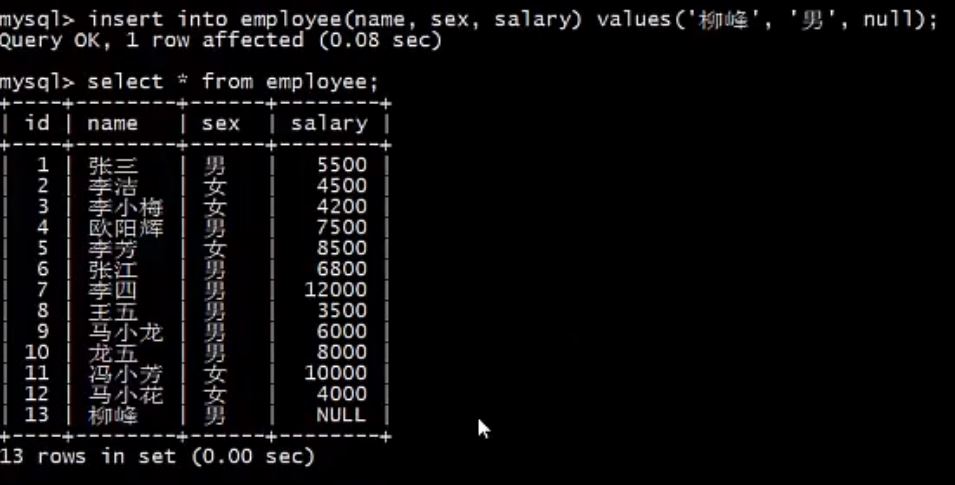 mysql> insert into employee(name, sex, salary) values('柳峰', '男', null);
Query OK, 1 row affected (0.08 sec)
mysql> select * from employee;
+----+--------+------+--------+
| id | name | sex | salary |
+----+--------+------+--------+
| 1 | 张三 | 男 | 5500 |
| 2 | 李洁 | 女 | 4500 |
| 3 | 李小梅 | 女 | 4200 |
| 4 | 欧阳辉 | 男 | 7500 |
| 5 | 李芳 | 女 | 8500 |
| 6 | 张江 | 男 | 6800 |
| 7 | 李四 | 男 | 12000 |
| 8 | 王五 | 男 | 3500 |
| 9 | 马小龙 | 男 | 6000 |
| 10 | 龙五 | 男 | 8000 |
| 11 | 冯小芳 | 女 | 10000 |
| 12 | 马小花 | 女 | 4000 |
| 13 | 柳峰 | 男 | NULL |
+----+--------+------+--------+
13 rows in set (0.00 sec)